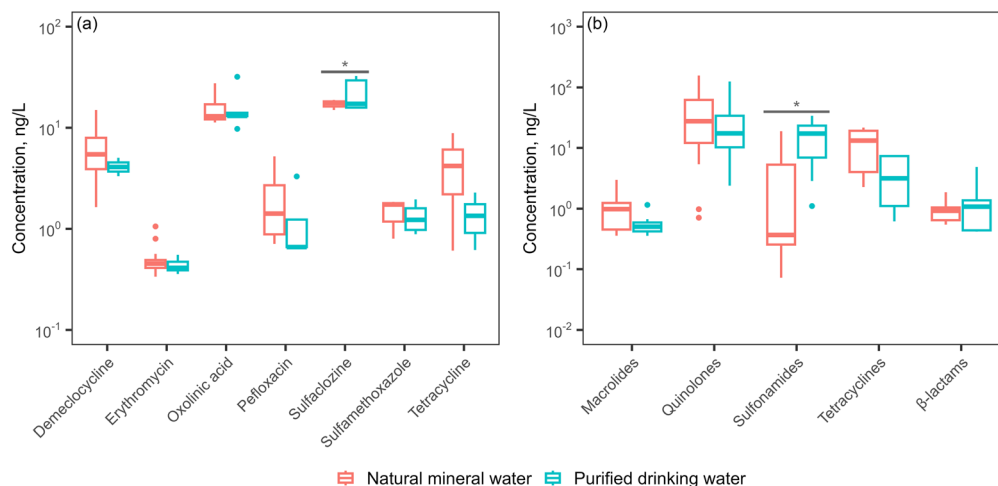 (a)
Concentration, ng/L
10²
10¹
10⁰
10⁻¹
*
Demeclocycline
Erythromycin
Oxolinic acid
Pefloxacin
Sulfaclozine
Sulfamethoxazole
Tetracycline
(b)
Concentration, ng/L
10³
10²
10¹
10⁰
10⁻¹
10⁻²
*
Macrolides
Quinolones
Sulfonamides
Tetracyclines
β-lactams
Natural mineral water Purified drinking water